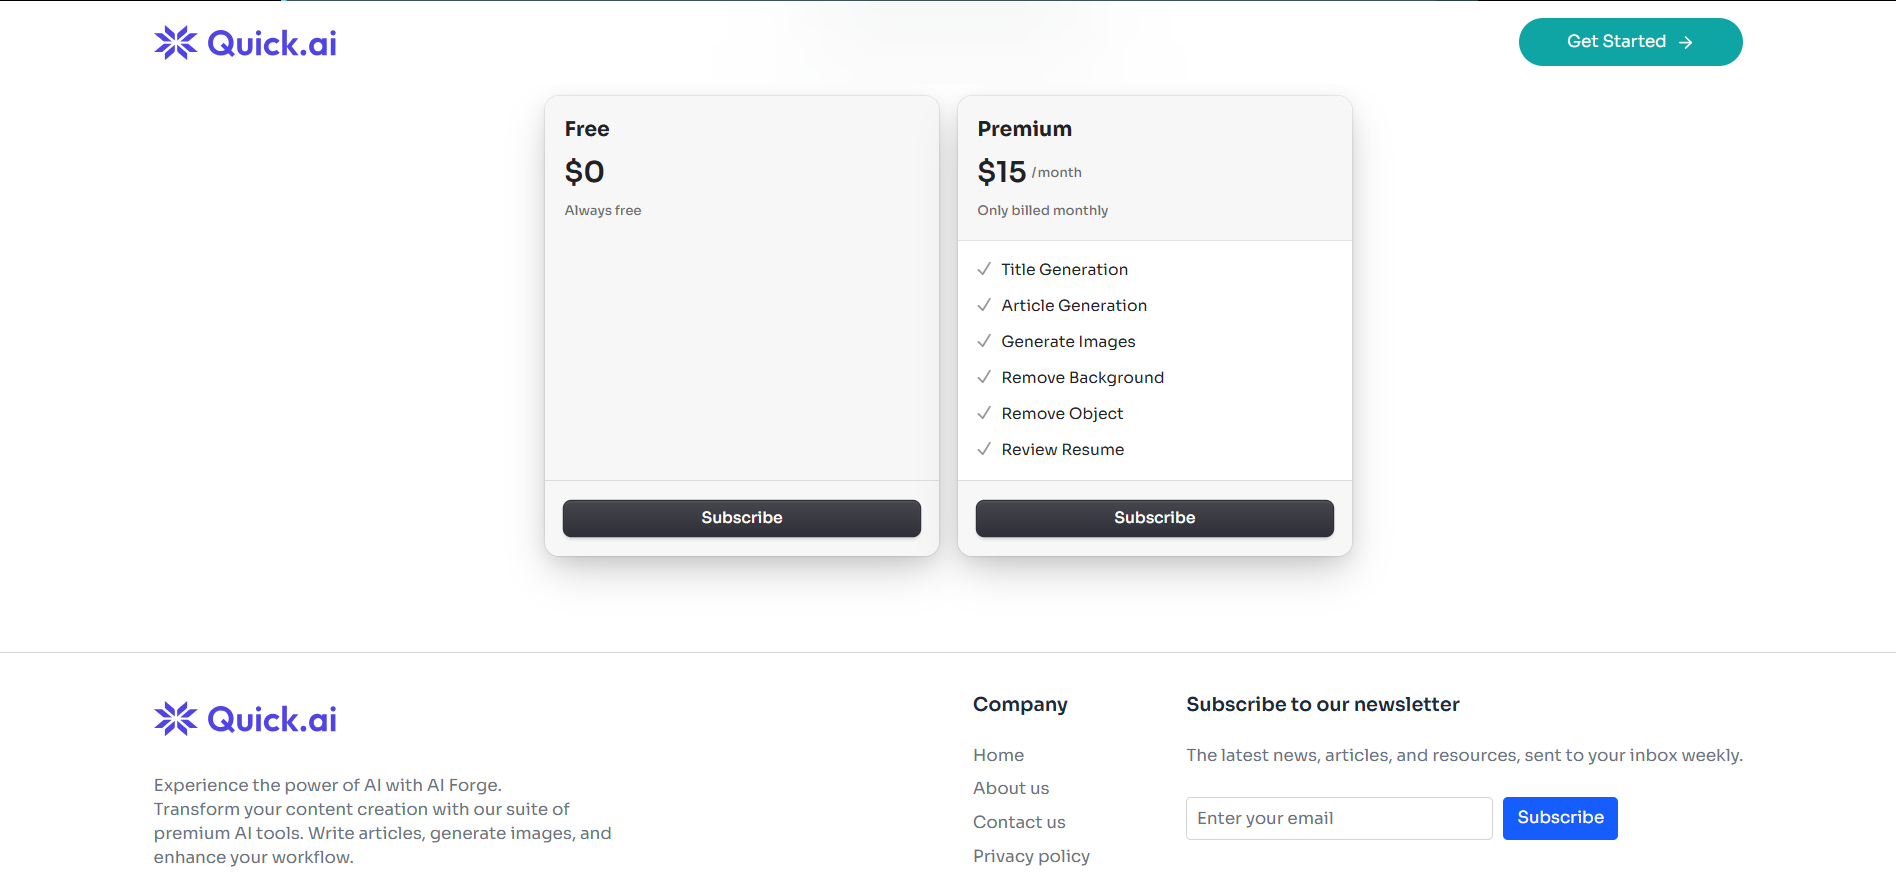 Quick.ai
Get Started
Free
$0
Always free
Subscribe
Premium
$15 /month
Only billed monthly
Title Generation
Article Generation
Generate Images
Remove Background
Remove Object
Review Resume
Subscribe
Quick.ai
Experience the power of AI with AI Forge.
Transform your content creation with our suite of
premium AI tools. Write articles, generate images, and
enhance your workflow.
Company
Home
About us
Contact us
Privacy policy
Subscribe to our newsletter
The latest news, articles, and resources, sent to your inbox weekly.
Enter your email
Subscribe